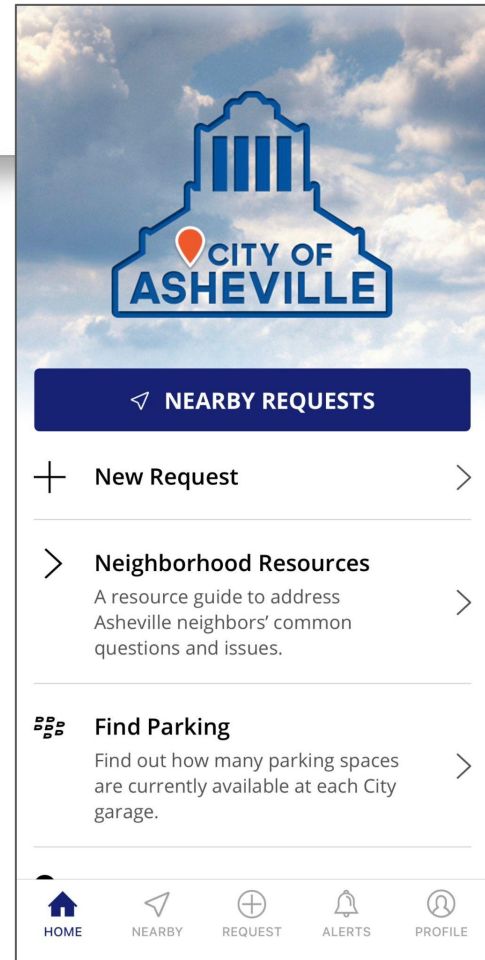 CITY OF
ASHEVILLE
NEARBY REQUESTS
New Request
Neighborhood Resources
A resource guide to address
Asheville neighbors’ common
questions and issues.
Find Parking
Find out how many parking spaces
are currently available at each City
garage.
HOME
NEARBY
REQUEST
ALERTS
PROFILE